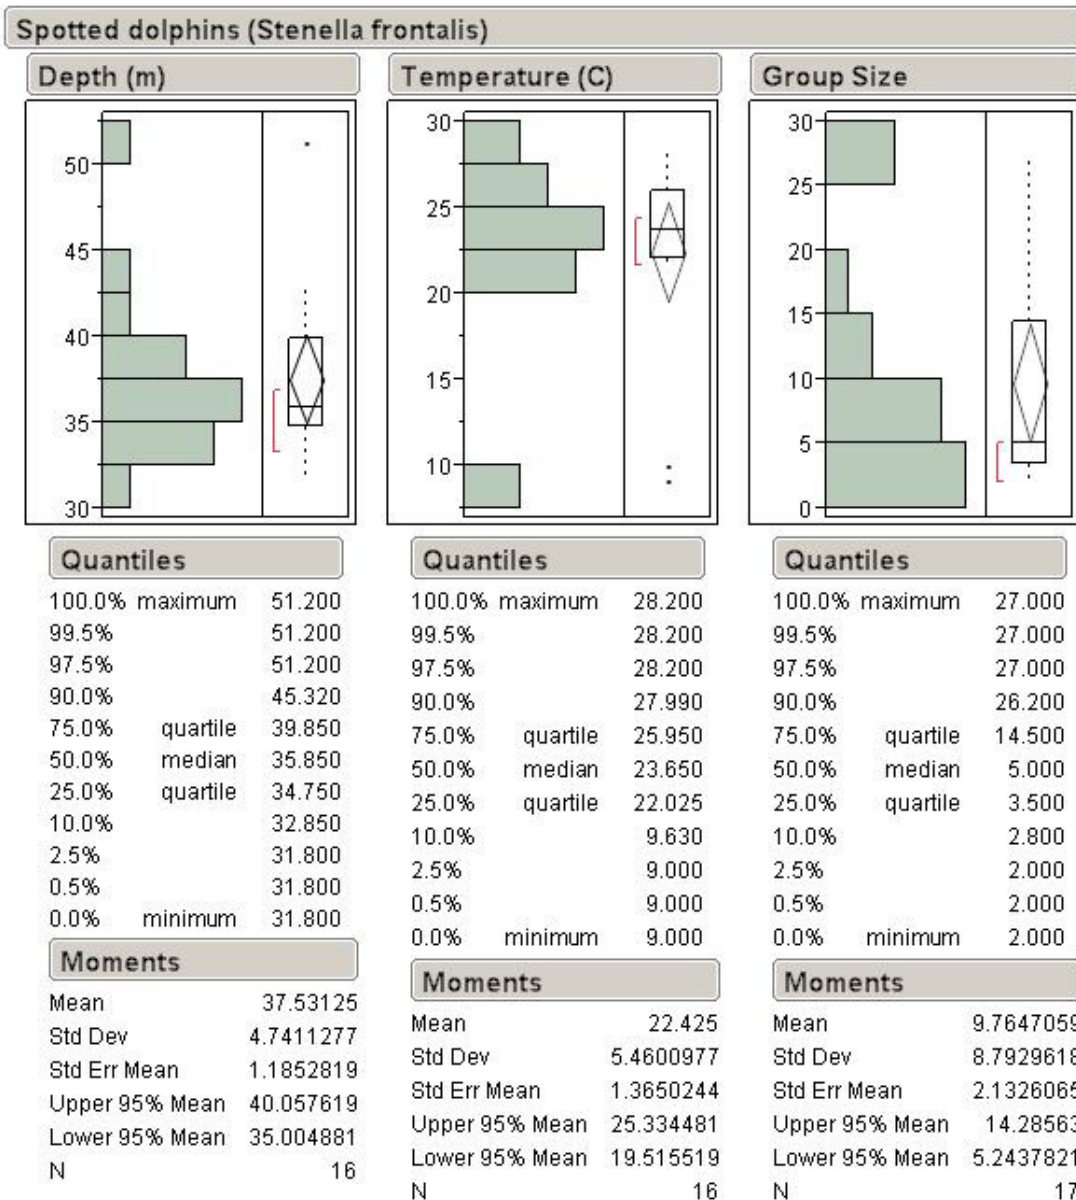 Spotted dolphins (Stenella frontalis)
Depth (m)
50
45
40
35
30
Quantiles
100.0% maximum 51.200
99.5% 51.200
97.5% 51.200
90.0% 45.320
75.0% quartile 39.850
50.0% median 35.850
25.0% quartile 34.750
10.0% 32.850
2.5% 31.800
0.5% 31.800
0.0% minimum 31.800
Moments
Mean 37.53125
Std Dev 4.7411277
Std Err Mean 1.1852819
Upper 95% Mean 40.057619
Lower 95% Mean 35.004881
N 16
Temperature (C)
30
25
20
15
10
Quantiles
100.0% maximum 28.200
99.5% 28.200
97.5% 28.200
90.0% 27.990
75.0% quartile 25.950
50.0% median 23.650
25.0% quartile 22.025
10.0% 9.630
2.5% 9.000
0.5% 9.000
0.0% minimum 9.000
Moments
Mean 22.425
Std Dev 5.4600977
Std Err Mean 1.3650244
Upper 95% Mean 25.334481
Lower 95% Mean 19.515519
N 16
Group Size
30
25
20
15
10
5
0
Quantiles
100.0% maximum 27.000
99.5% 27.000
97.5% 27.000
90.0% 26.200
75.0% quartile 14.500
50.0% median 5.000
25.0% quartile 3.500
10.0% 2.800
2.5% 2.000
0.5% 2.000
0.0% minimum 2.000
Moments
Mean 9.7647059
Std Dev 8.7929618
Std Err Mean 2.1326065
Upper 95% Mean 14.28563
Lower 95% Mean 5.2437821
N 17